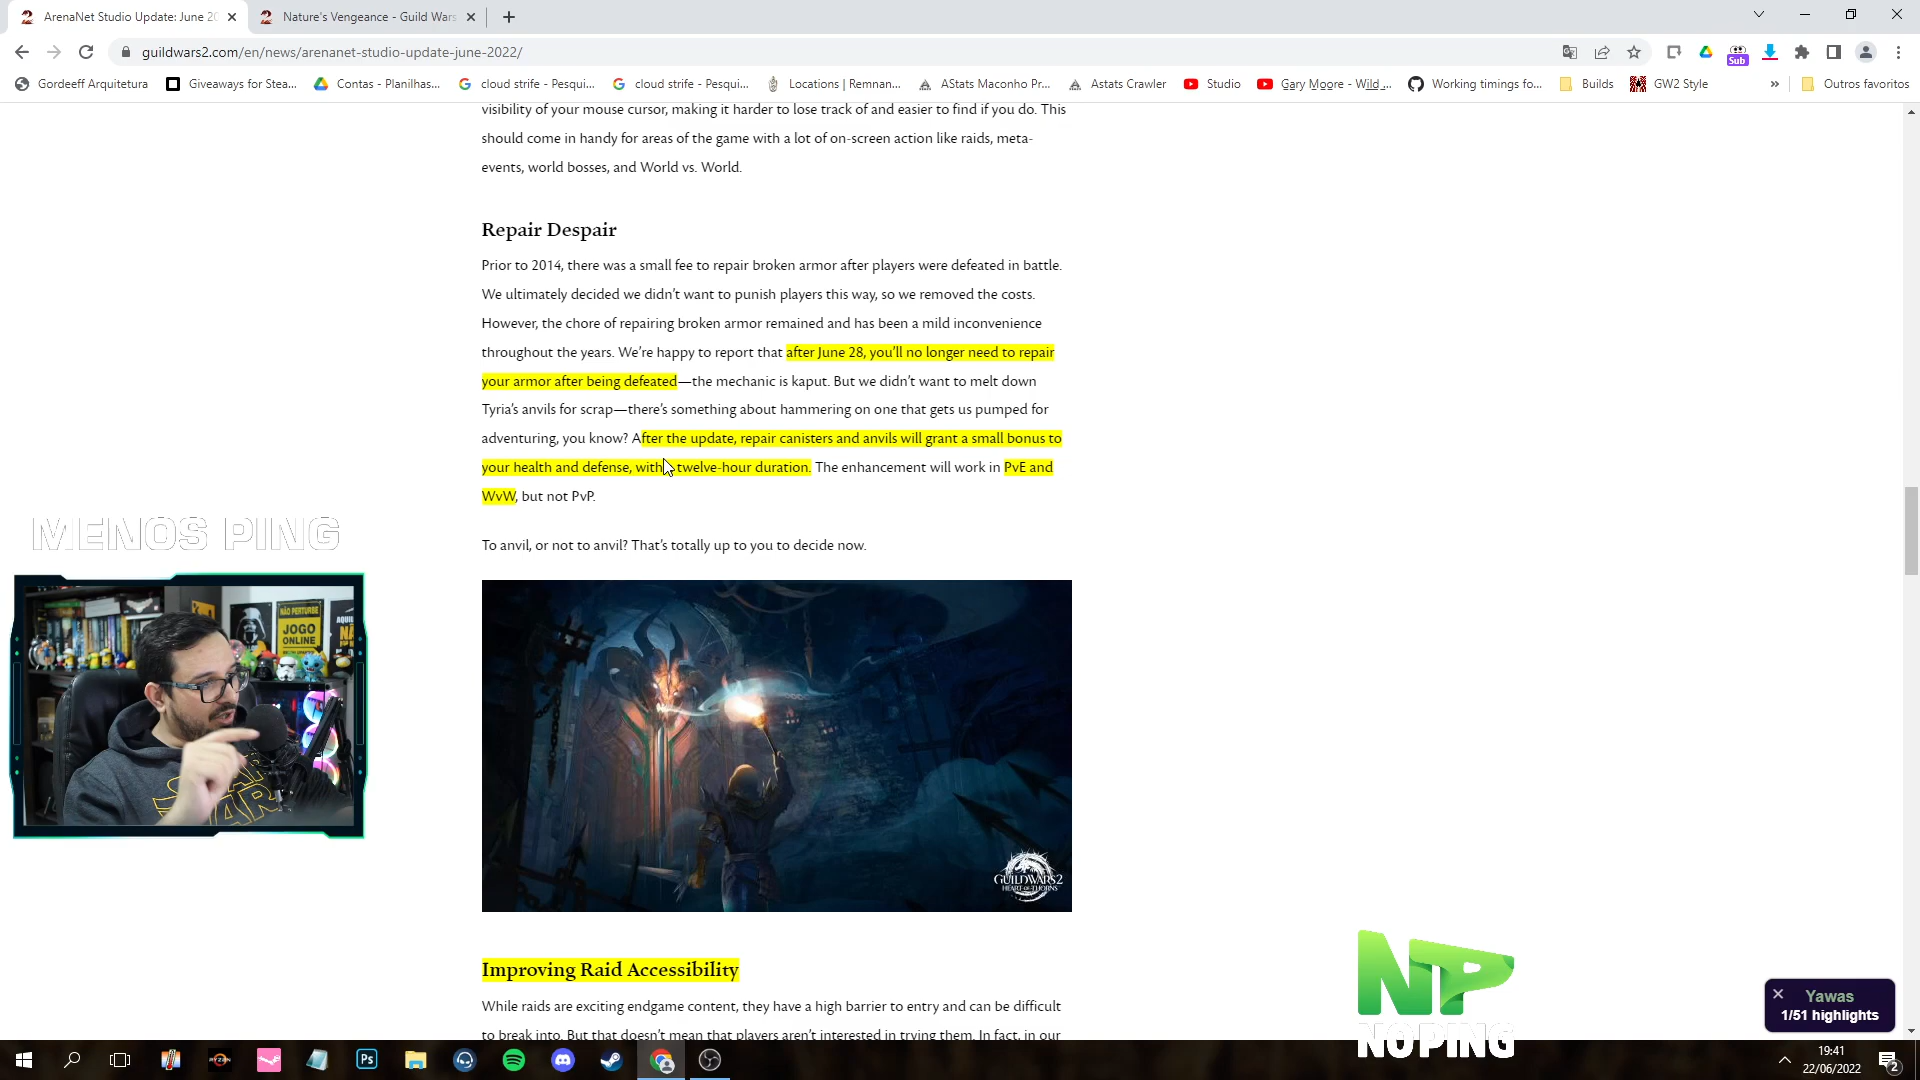 ArenaNet Studio Update: June 20
Nature's Vengeance - Guild Wars
guildwars2.com/en/news/arenanet-studio-update-june-2022/
Sub
Gordeeff Arquitetura
Giveaways for Stea...
Contas - Planilhas...
cloud strife - Pesqui...
cloud strife - Pesqui...
Locations | Remnan...
AStats Maconho Pr...
Astats Crawler
Studio
Gary Moore - Wild ...
Working timings fo...
Builds
GW2 Style
»
Outros favoritos
visibility of your mouse cursor, making it harder to lose track of and easier to find if you do. This
should come in handy for areas of the game with a lot of on-screen action like raids, meta-
events, world bosses, and World vs. World.
Repair Despair
Prior to 2014, there was a small fee to repair broken armor after players were defeated in battle.
We ultimately decided we didn't want to punish players this way, so we removed the costs.
However, the chore of repairing broken armor remained and has been a mild inconvenience
throughout the years. We're happy to report that after June 28, you'll no longer need to repair
your armor after being defeated—the mechanic is kaput. But we didn't want to melt down
Tyria's anvils for scrap—there's something about hammering on one that gets us pumped for
adventuring, you know? After the update, repair canisters and anvils will grant a small bonus to
your health and defense, with twelve-hour duration. The enhancement will work in PvE and
WvW, but not PvP.
To anvil, or not to anvil? That's totally up to you to decide now.
MENOS PING
NÃO PERTURBE
JOGO
ONLINE
STAR
WARS
GUILD WARS 2
HEART OF THORNS
Improving Raid Accessibility
While raids are exciting endgame content, they have a high barrier to entry and can be difficult
to break into. But that doesn't mean that players aren't interested in trying them. In fact, in our
NP
NOPING
Yawas
1/51 highlights
Ps
19:41
22/06/2022
2